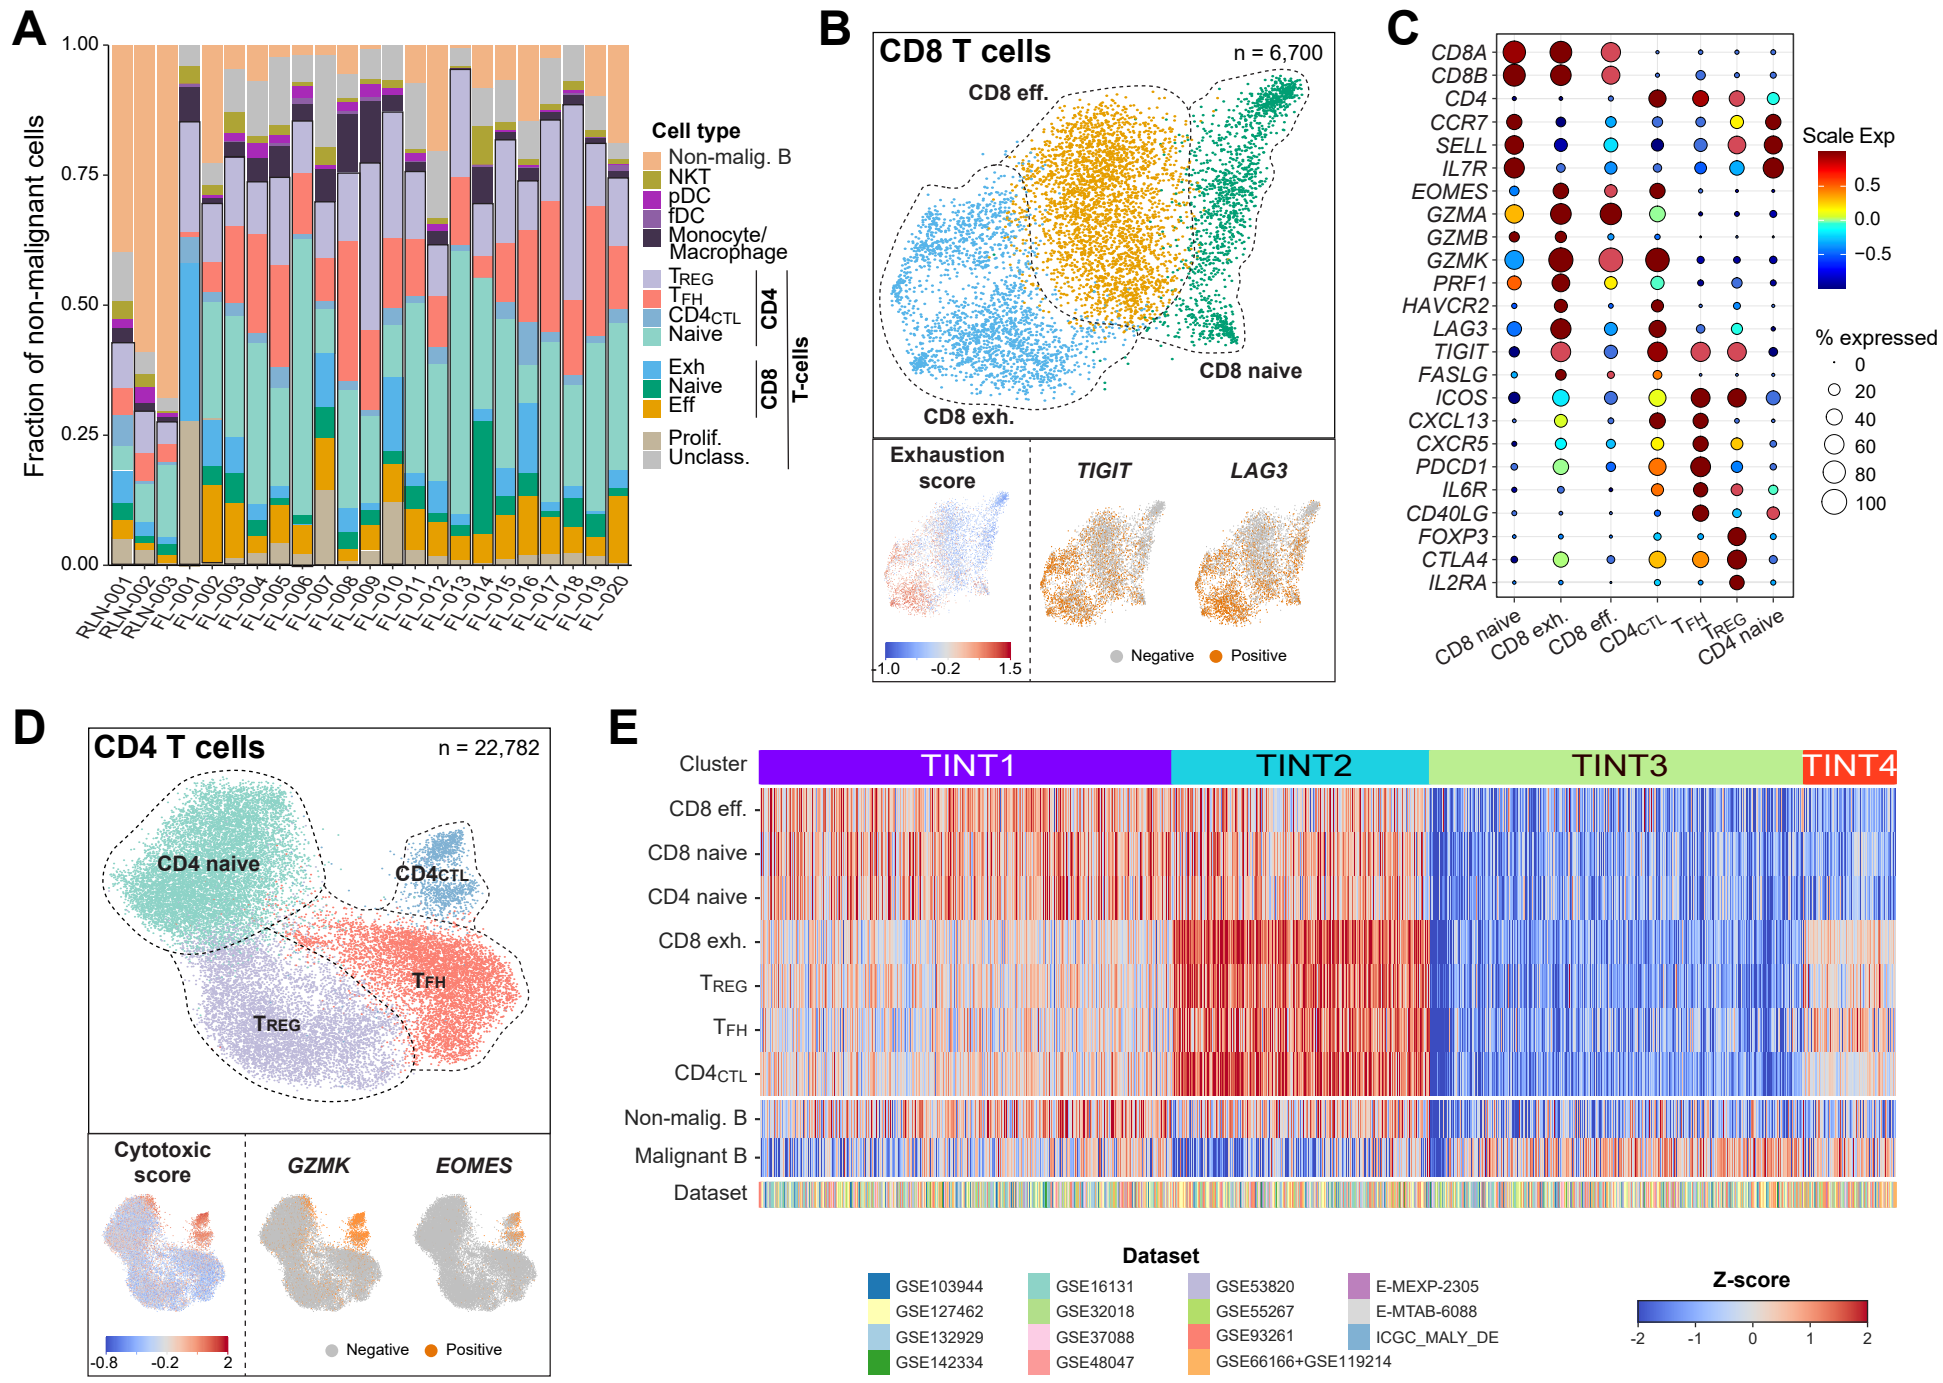 A
Fraction of non-malignant cells
1.00
0.75
0.50
0.25
0.00
RLN-001
RLN-002
RLN-003
FL-001
FL-002
FL-003
FL-004
FL-005
FL-006
FL-007
FL-008
FL-009
FL-010
FL-011
FL-012
FL-013
FL-014
FL-015
FL-016
FL-017
FL-018
FL-019
FL-020
Cell type
Non-malig. B
NKT
pDC
fDC
Monocyte/
Macrophage
TREG
TFH
CD4CTL
Naive
CD4
Exh
Naive
Eff
CD8
T-cells
Prolif.
Unclass.
B
CD8 T cells
n = 6,700
CD8 eff.
CD8 naive
CD8 exh.
Exhaustion
score
TIGIT
LAG3
-1.0
-0.2
1.5
Negative
Positive
C
CD8A
CD8B
CD4
CCR7
SELL
IL7R
EOMES
GZMA
GZMB
GZMK
PRF1
HAVCR2
LAG3
TIGIT
FASLG
ICOS
CXCL13
CXCR5
PDCD1
IL6R
CD40LG
FOXP3
CTLA4
IL2RA
CD8 naive
CD8 exh.
CD8 eff.
CD4CTL
TFH
TREG
CD4 naive
Scale Exp
0.5
0.0
−0.5
% expressed
0
20
40
60
80
100
D
CD4 T cells
n = 22,782
CD4 naive
CD4CTL
TFH
TREG
Cytotoxic
score
GZMK
EOMES
-0.8
-0.2
2
Negative
Positive
E
Cluster
TINT1
TINT2
TINT3
TINT4
CD8 eff.
CD8 naive
CD4 naive
CD8 exh.
TREG
TFH
CD4CTL
Non-malig. B
Malignant B
Dataset
Dataset
GSE103944
GSE127462
GSE132929
GSE142334
GSE16131
GSE32018
GSE37088
GSE48047
GSE53820
GSE55267
GSE93261
GSE66166+GSE119214
E-MEXP-2305
E-MTAB-6088
ICGC_MALY_DE
Z-score
-2
-1
0
1
2